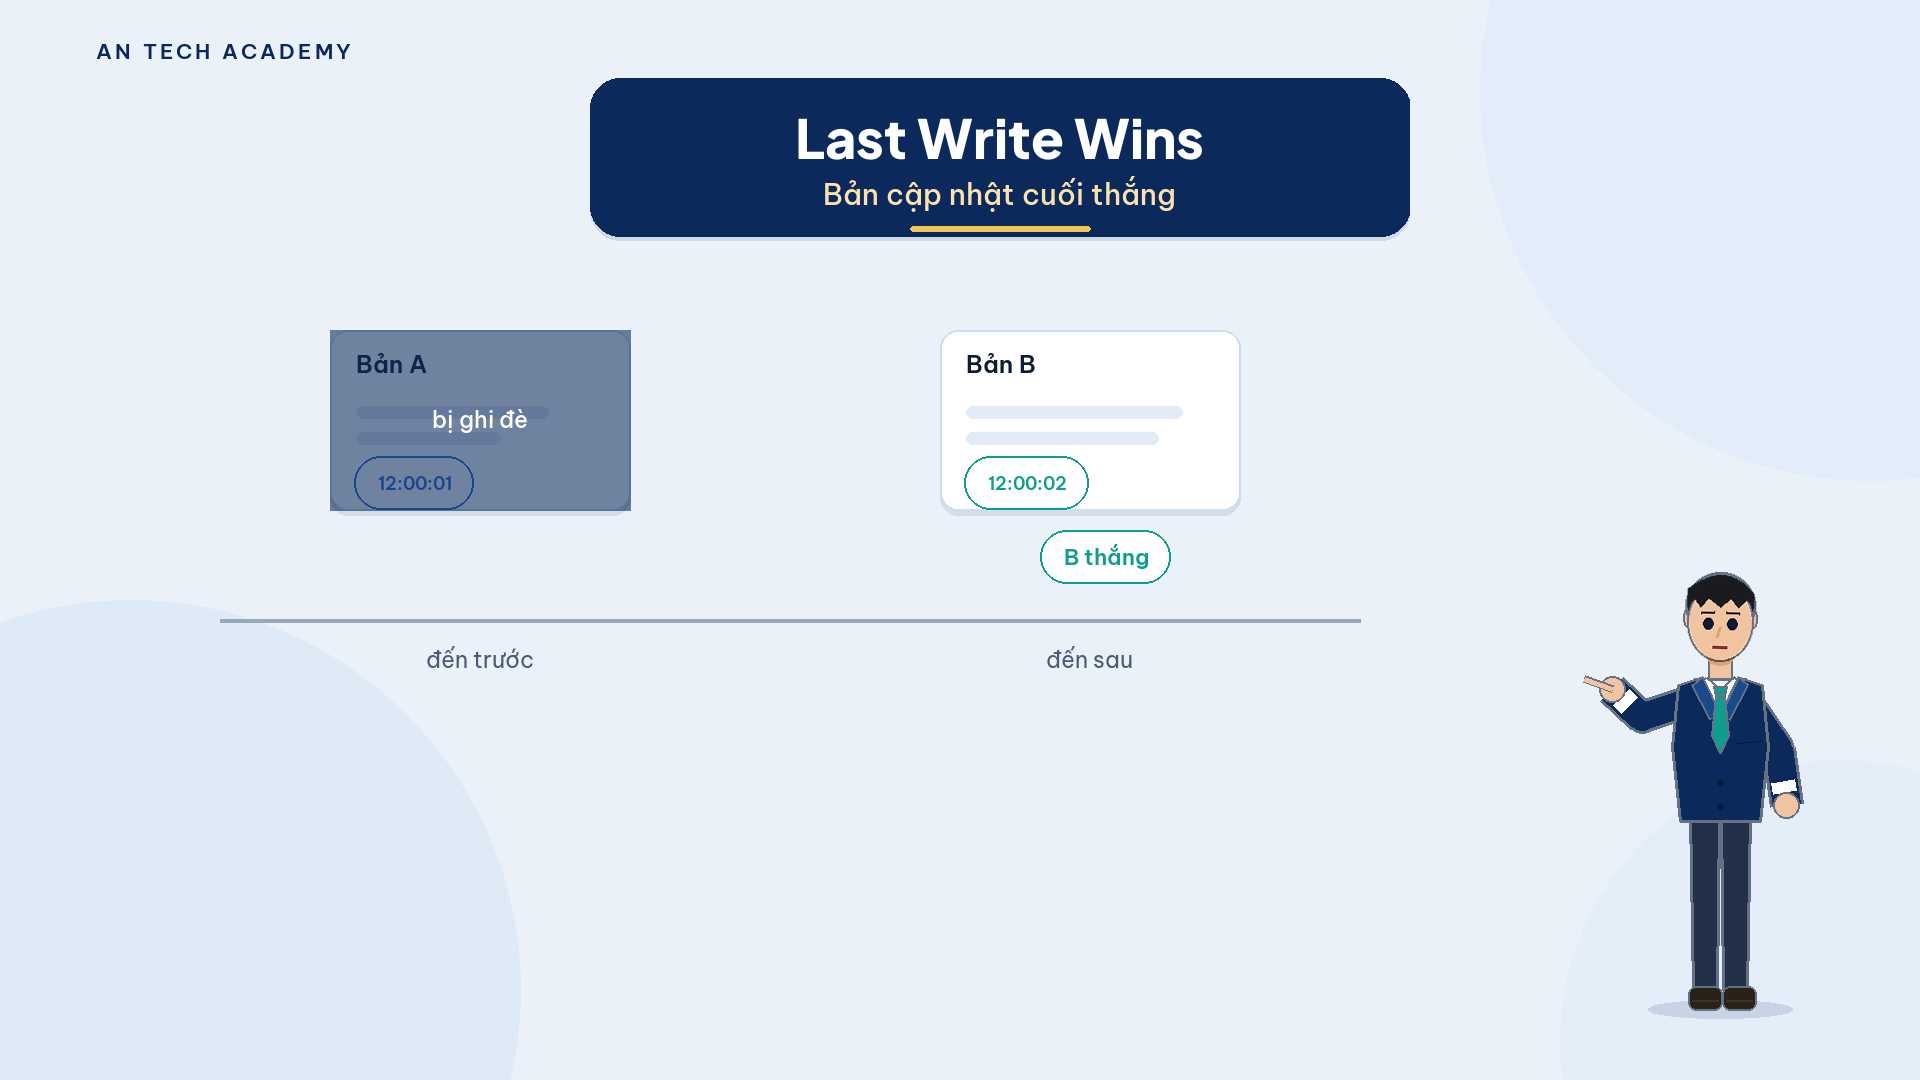 AN TECH ACADEMY
Last Write Wins
Bản cập nhật cuối thắng
Bản A
bị ghi đè
12:00:01
Bản B
12:00:02
B thắng
đến trước
đến sau